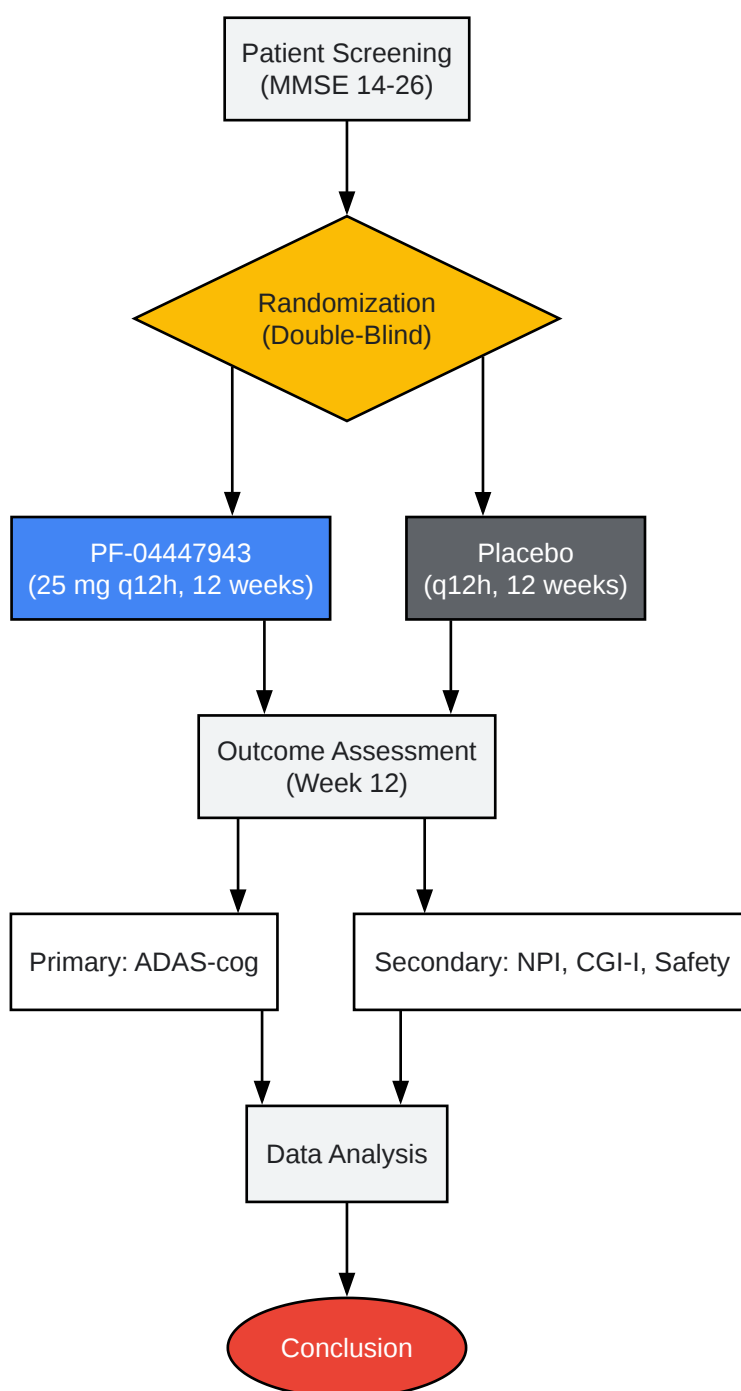 Patient Screening
(MMSE 14-26)
Randomization
(Double-Blind)
PF-04447943
(25 mg q12h, 12 weeks)
Placebo
(q12h, 12 weeks)
Outcome Assessment
(Week 12)
Primary: ADAS-cog
Secondary: NPI, CGI-I, Safety
Data Analysis
Conclusion